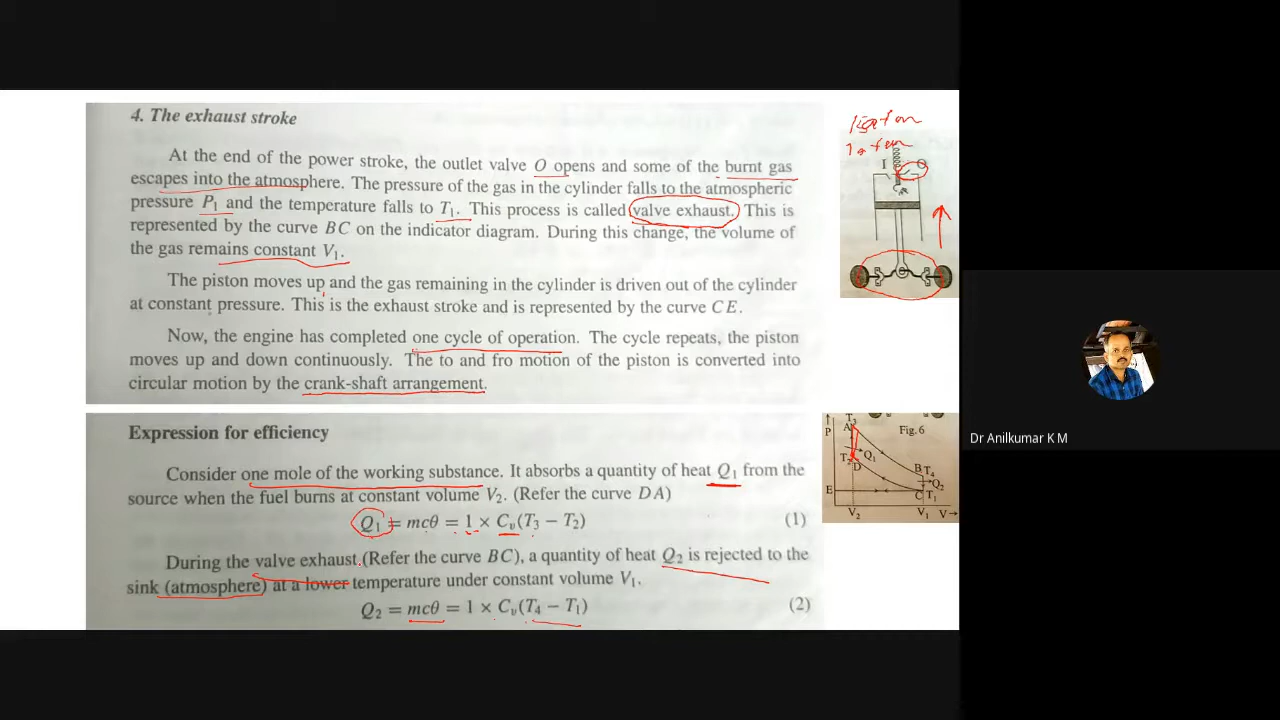 4. The exhaust stroke
At the end of the power stroke, the outlet valve O opens and some of the burnt gas
escapes into the atmosphere. The pressure of the gas in the cylinder falls to the atmospheric
pressure P₁ and the temperature falls to T₁. This process is called valve exhaust. This is
represented by the curve BC on the indicator diagram. During this change, the volume of
the gas remains constant V₁.
The piston moves up and the gas remaining in the cylinder is driven out of the cylinder
at constant pressure. This is the exhaust stroke and is represented by the curve C E.
Now, the engine has completed one cycle of operation. The cycle repeats, the piston
moves up and down continuously. The to and fro motion of the piston is converted into
circular motion by the crank-shaft arrangement.
I O
Expression for efficiency
Consider one mole of the working substance. It absorbs a quantity of heat Q₁ from the
source when the fuel burns at constant volume V₂. (Refer the curve DA)
Q₁ = mcθ = 1 × Cᵥ(T₃ − T₂) (1)
During the valve exhaust.(Refer the curve BC), a quantity of heat Q₂ is rejected to the
sink (atmosphere) at a lower temperature under constant volume V₁.
Q₂ = mcθ = 1 × Cᵥ(T₄ − T₁) (2)
T₃
P A Fig.6
T₂ Q₁
D B T₄
Q₂
E C T₁
V₂ V₁ V→
Dr Anilkumar K M